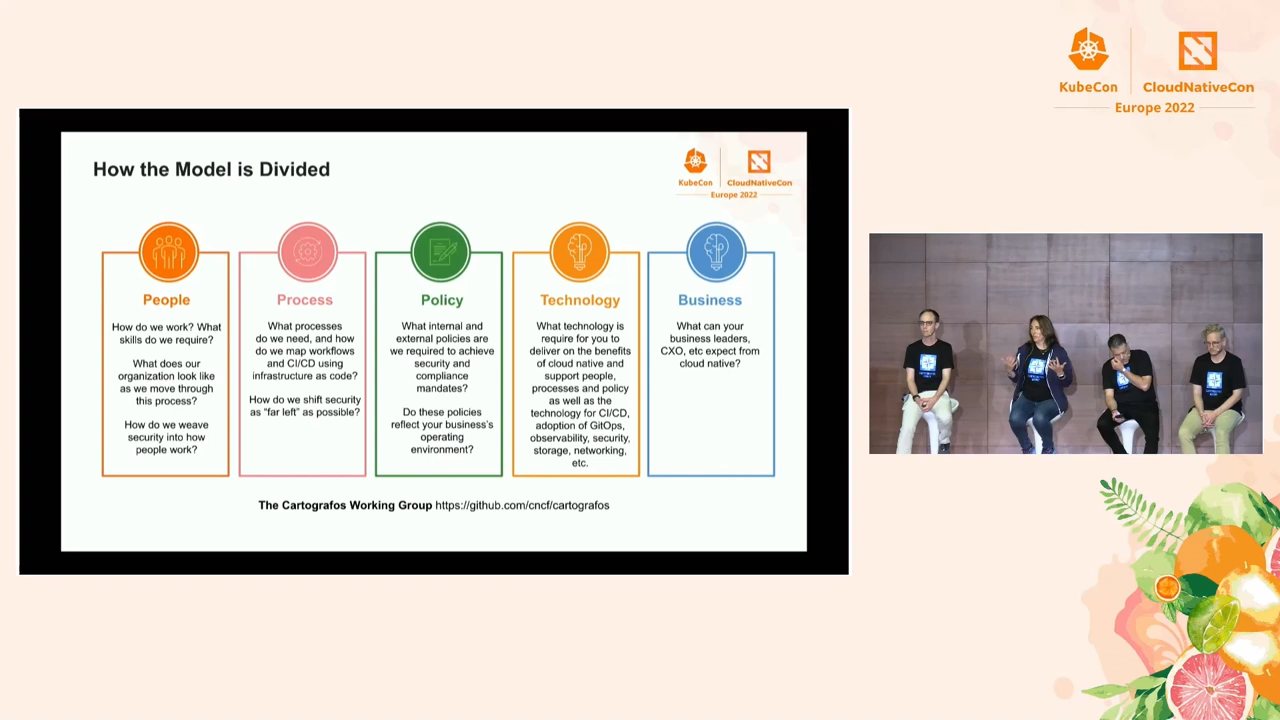 KubeCon
CloudNativeCon
Europe 2022
How the Model is Divided
KubeCon
CloudNativeCon
Europe 2022
People
How do we work? What
skills do we require?
What does our
organization look like
as we move through
this process?
How do we weave
security into how
people work?
Process
What processes
do we need, and how
do we map workflows
and CI/CD using
infrastructure as code?
How do we shift security
as “far left” as possible?
Policy
What internal and
external policies are
we required to achieve
security and
compliance
mandates?
Do these policies
reflect your business's
operating
environment?
Technology
What technology is
require for you to
deliver on the benefits
of cloud native and
support people,
processes and policy
as well as the
technology for CI/CD,
adoption of GitOps,
observability, security,
storage, networking,
etc.
Business
What can your
business leaders,
CXO, etc expect from
cloud native?
The Cartografos Working Group https://github.com/cncf/cartografos